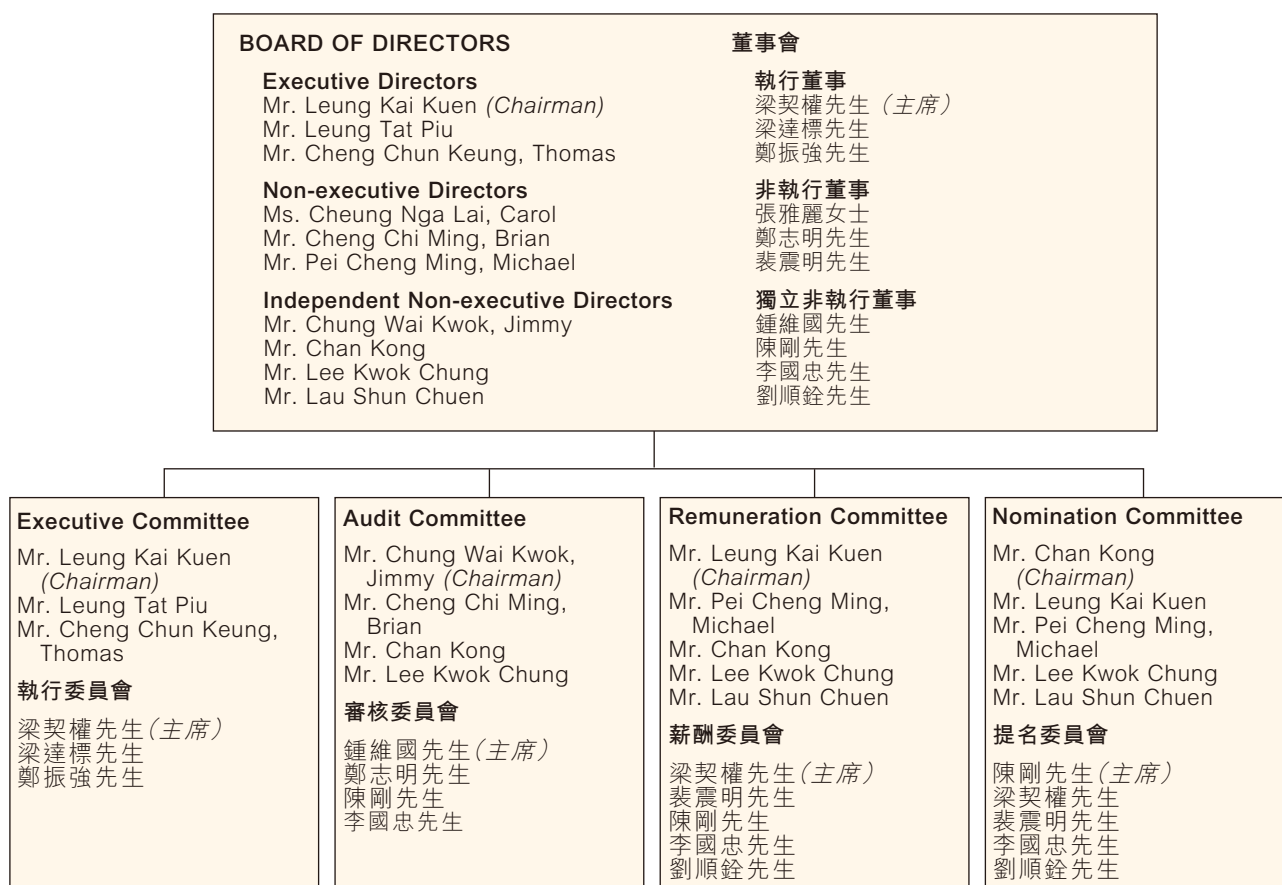 BOARD OF DIRECTORS 董事會
Executive Directors 執行董事
Mr. Leung Kai Kuen (Chairman) 梁契權先生（主席）
Mr. Leung Tat Piu 梁達標先生
Mr. Cheng Chun Keung, Thomas 鄭振強先生
Non-executive Directors 非執行董事
Ms. Cheung Nga Lai, Carol 張雅麗女士
Mr. Cheng Chi Ming, Brian 鄭志明先生
Mr. Pei Cheng Ming, Michael 裴震明先生
Independent Non-executive Directors 獨立非執行董事
Mr. Chung Wai Kwok, Jimmy 鍾維國先生
Mr. Chan Kong 陳剛先生
Mr. Lee Kwok Chung 李國忠先生
Mr. Lau Shun Chuen 劉順銓先生
Executive Committee
Mr. Leung Kai Kuen
(Chairman)
Mr. Leung Tat Piu
Mr. Cheng Chun Keung,
Thomas
執行委員會
梁契權先生（主席）
梁達標先生
鄭振強先生
Audit Committee
Mr. Chung Wai Kwok,
Jimmy (Chairman)
Mr. Cheng Chi Ming,
Brian
Mr. Chan Kong
Mr. Lee Kwok Chung
審核委員會
鍾維國先生（主席）
鄭志明先生
陳剛先生
李國忠先生
Remuneration Committee
Mr. Leung Kai Kuen
(Chairman)
Mr. Pei Cheng Ming,
Michael
Mr. Chan Kong
Mr. Lee Kwok Chung
Mr. Lau Shun Chuen
薪酬委員會
梁契權先生（主席）
裴震明先生
陳剛先生
李國忠先生
劉順銓先生
Nomination Committee
Mr. Chan Kong
(Chairman)
Mr. Leung Kai Kuen
Mr. Pei Cheng Ming,
Michael
Mr. Lee Kwok Chung
Mr. Lau Shun Chuen
提名委員會
陳剛先生（主席）
梁契權先生
裴震明先生
李國忠先生
劉順銓先生